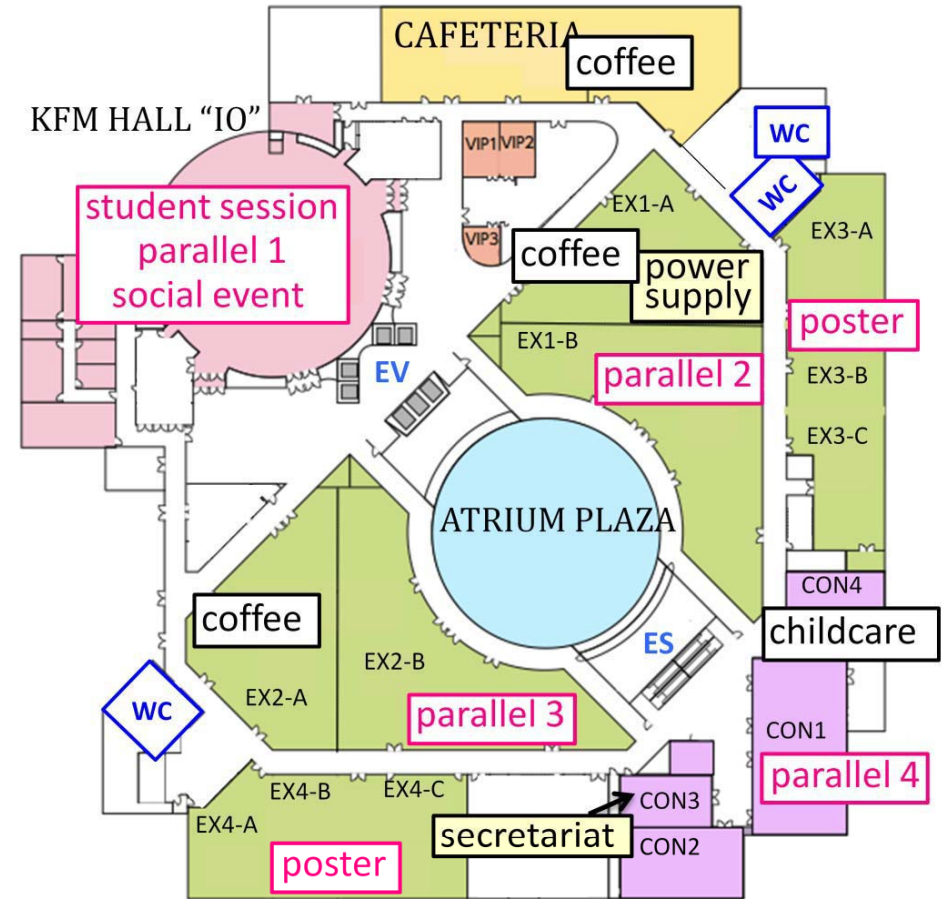 CAFETERIA
coffee
KFM HALL “IO”
WC
VIP1 VIP2
WC
student session
parallel 1
social event
EX1-A
EX3-A
VIP3
coffee
power
supply
poster
EX1-B
EV
parallel 2
EX3-B
EX3-C
ATRIUM PLAZA
CON4
coffee
childcare
ES
EX2-B
EX2-A
WC
parallel 3
CON1
parallel 4
EX4-B
EX4-C
CON3
EX4-A
secretariat
CON2
poster